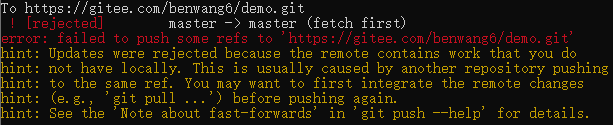 To https://gitee.com/benwang6/demo.git
 ! [rejected]        master -> master (fetch first)
error: failed to push some refs to 'https://gitee.com/benwang6/demo.git'
hint: Updates were rejected because the remote contains work that you do
hint: not have locally. This is usually caused by another repository pushing
hint: to the same ref. You may want to first integrate the remote changes
hint: (e.g., 'git pull ...') before pushing again.
hint: See the 'Note about fast-forwards' in 'git push --help' for details.